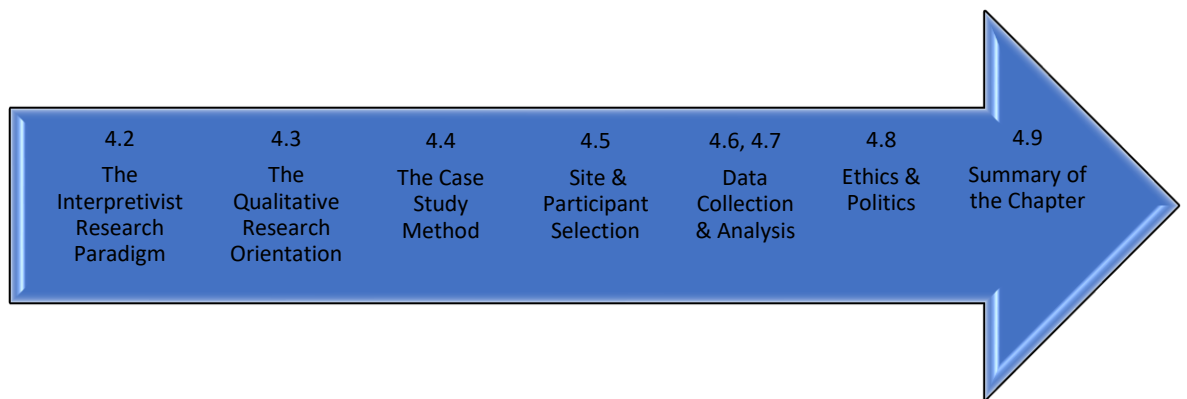 4.2
The
Interpretivist
Research
Paradigm
4.3
The
Qualitative
Research
Orientation
4.4
The Case
Study
Method
4.5
Site &
Participant
Selection
4.6, 4.7
Data
Collection
& Analysis
4.8
Ethics &
Politics
4.9
Summary of
the Chapter